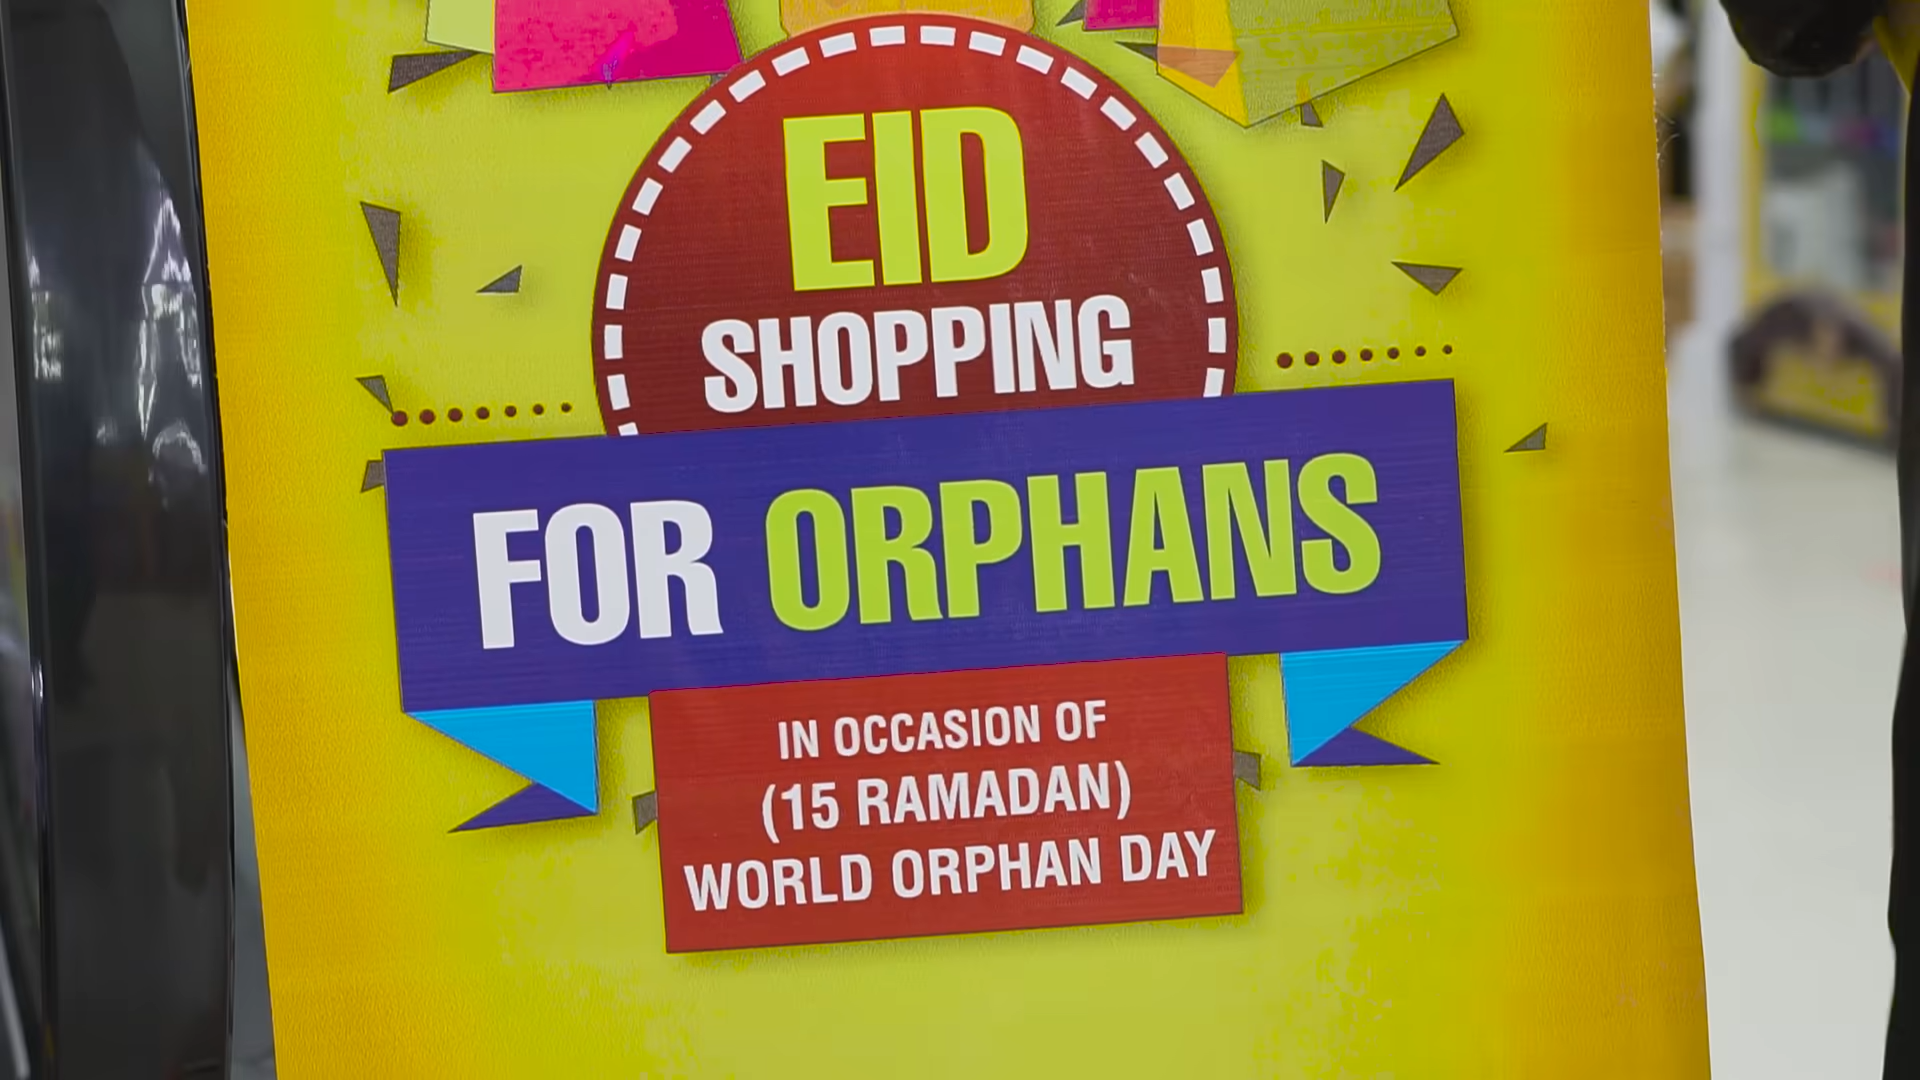 EID
SHOPPING
FOR ORPHANS
IN OCCASION OF
(15 RAMADAN)
WORLD ORPHAN DAY